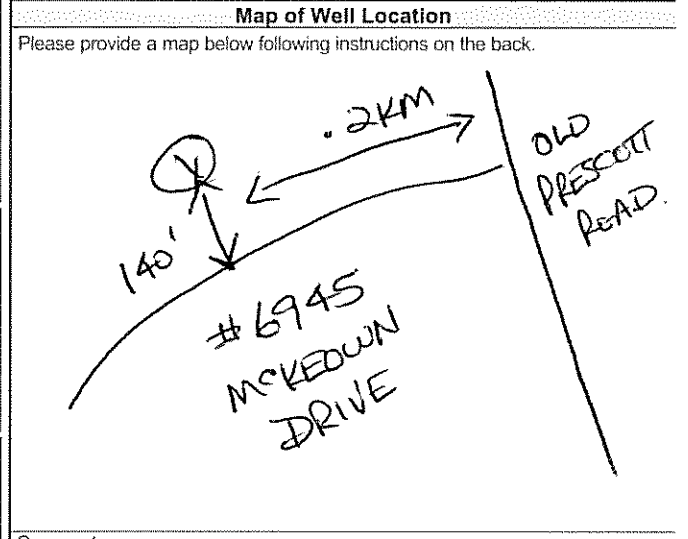 Map of Well Location
Please provide a map below following instructions on the back.
.2KM
OLD
PRESCOTT
ROAD.
140'
#6945
McKEOWN
DRIVE